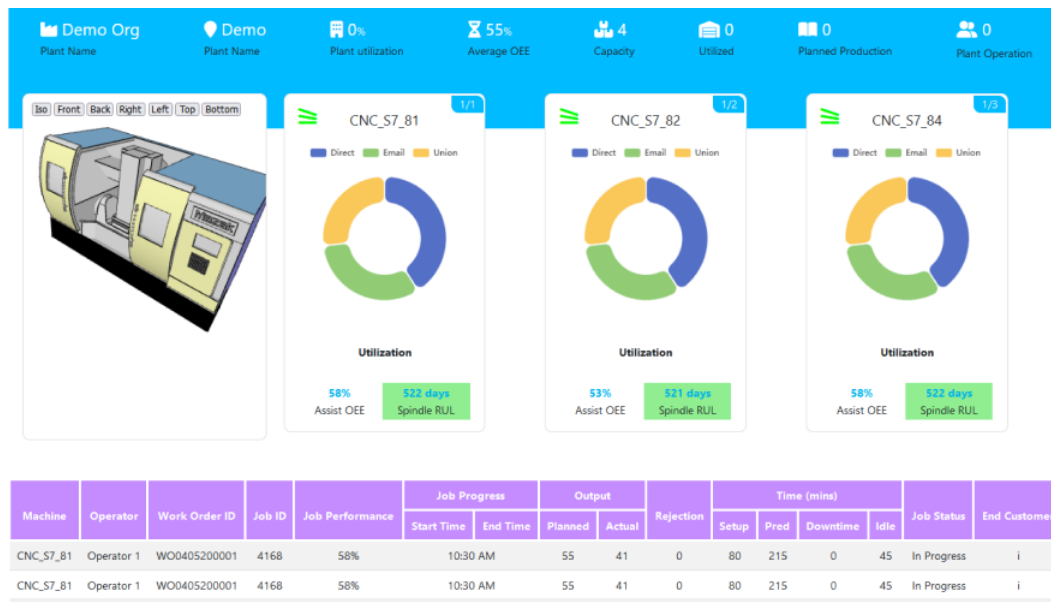 Demo Org
Plant Name
Demo
Plant Name
0%
Plant utilization
55%
Average OEE
4
Capacity
0
Utilized
0
Planned Production
0
Plant Operation
Iso Front Back Right Left Top Bottom
Mazak
1/1
CNC_S7_81
Direct Email Union
Utilization
58%
Assist OEE
522 days
Spindle RUL
1/2
CNC_S7_82
Direct Email Union
Utilization
53%
Assist OEE
521 days
Spindle RUL
1/3
CNC_S7_84
Direct Email Union
Utilization
58%
Assist OEE
522 days
Spindle RUL
Machine Operator Work Order ID Job ID Job Performance Job Progress Output Rejection Time (mins) Job Status End Customer
Start Time End Time Planned Actual Setup Pred Downtime Idle
CNC_S7_81 Operator 1 WO0405200001 4168 58% 10:30 AM 55 41 0 80 215 0 45 In Progress i
CNC_S7_81 Operator 1 WO0405200001 4168 58% 10:30 AM 55 41 0 80 215 0 45 In Progress i